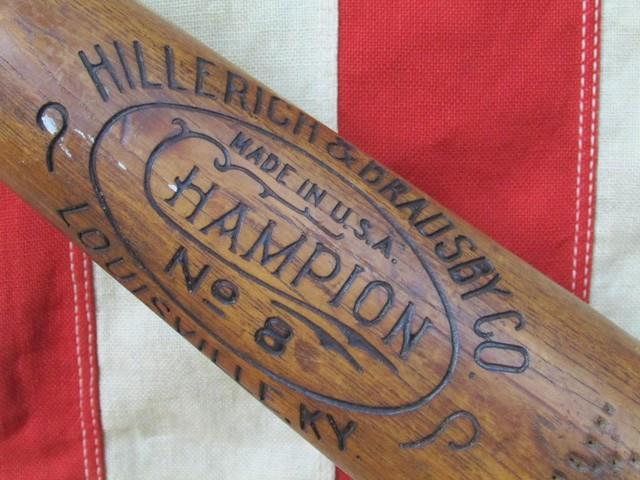 HILLERICH & BRADSBY CO.
MADE IN U.S.A.
CHAMPION
No 8
LOUISVILLE. KY.